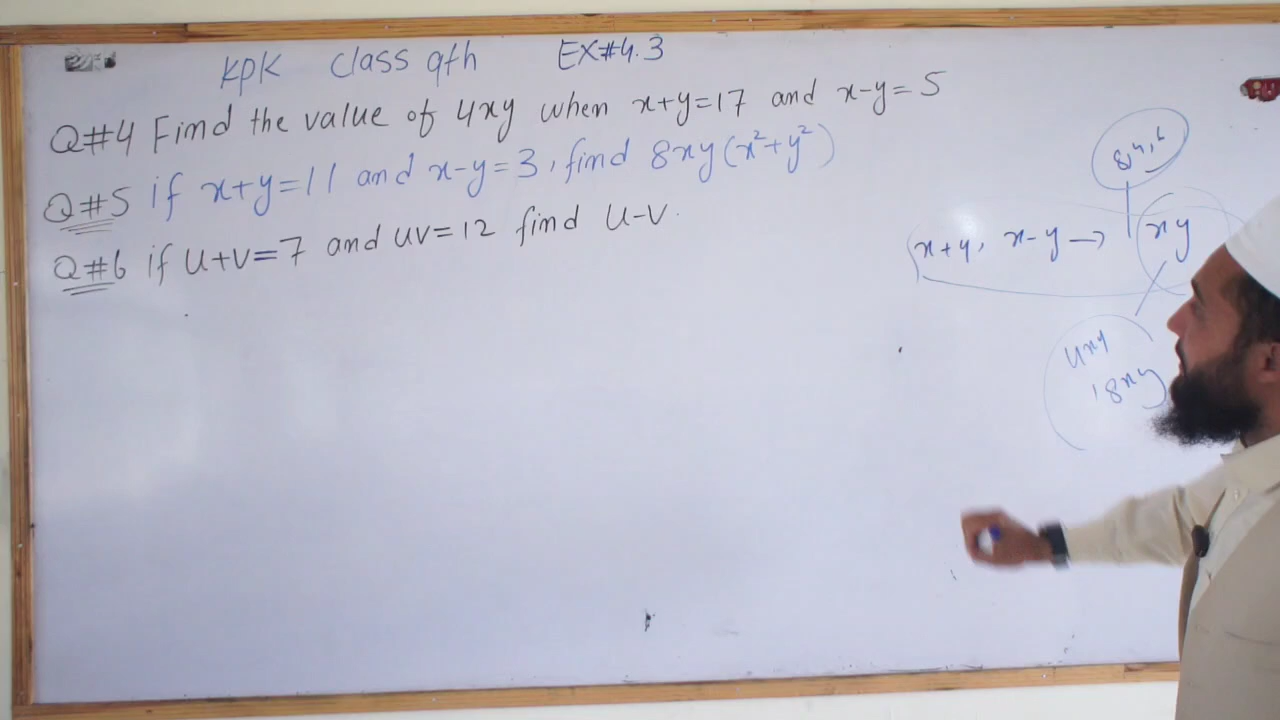 KPK Class 9th EX#4.3
Q#4 Find the value of 4xy when x+y=17 and x-y=5
Q#5 if x+y=11 and x-y=3, find 8xy(x²+y²)
Q#6 if u+v=7 and uv=12 find u-v.
x+y, x-y → xy
4xy
8xy